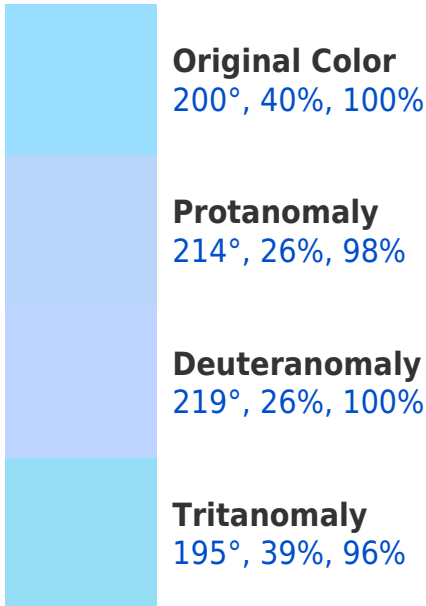 Original Color
200°, 40%, 100%
Protanomaly
214°, 26%, 98%
Deuteranomaly
219°, 26%, 100%
Tritanomaly
195°, 39%, 96%